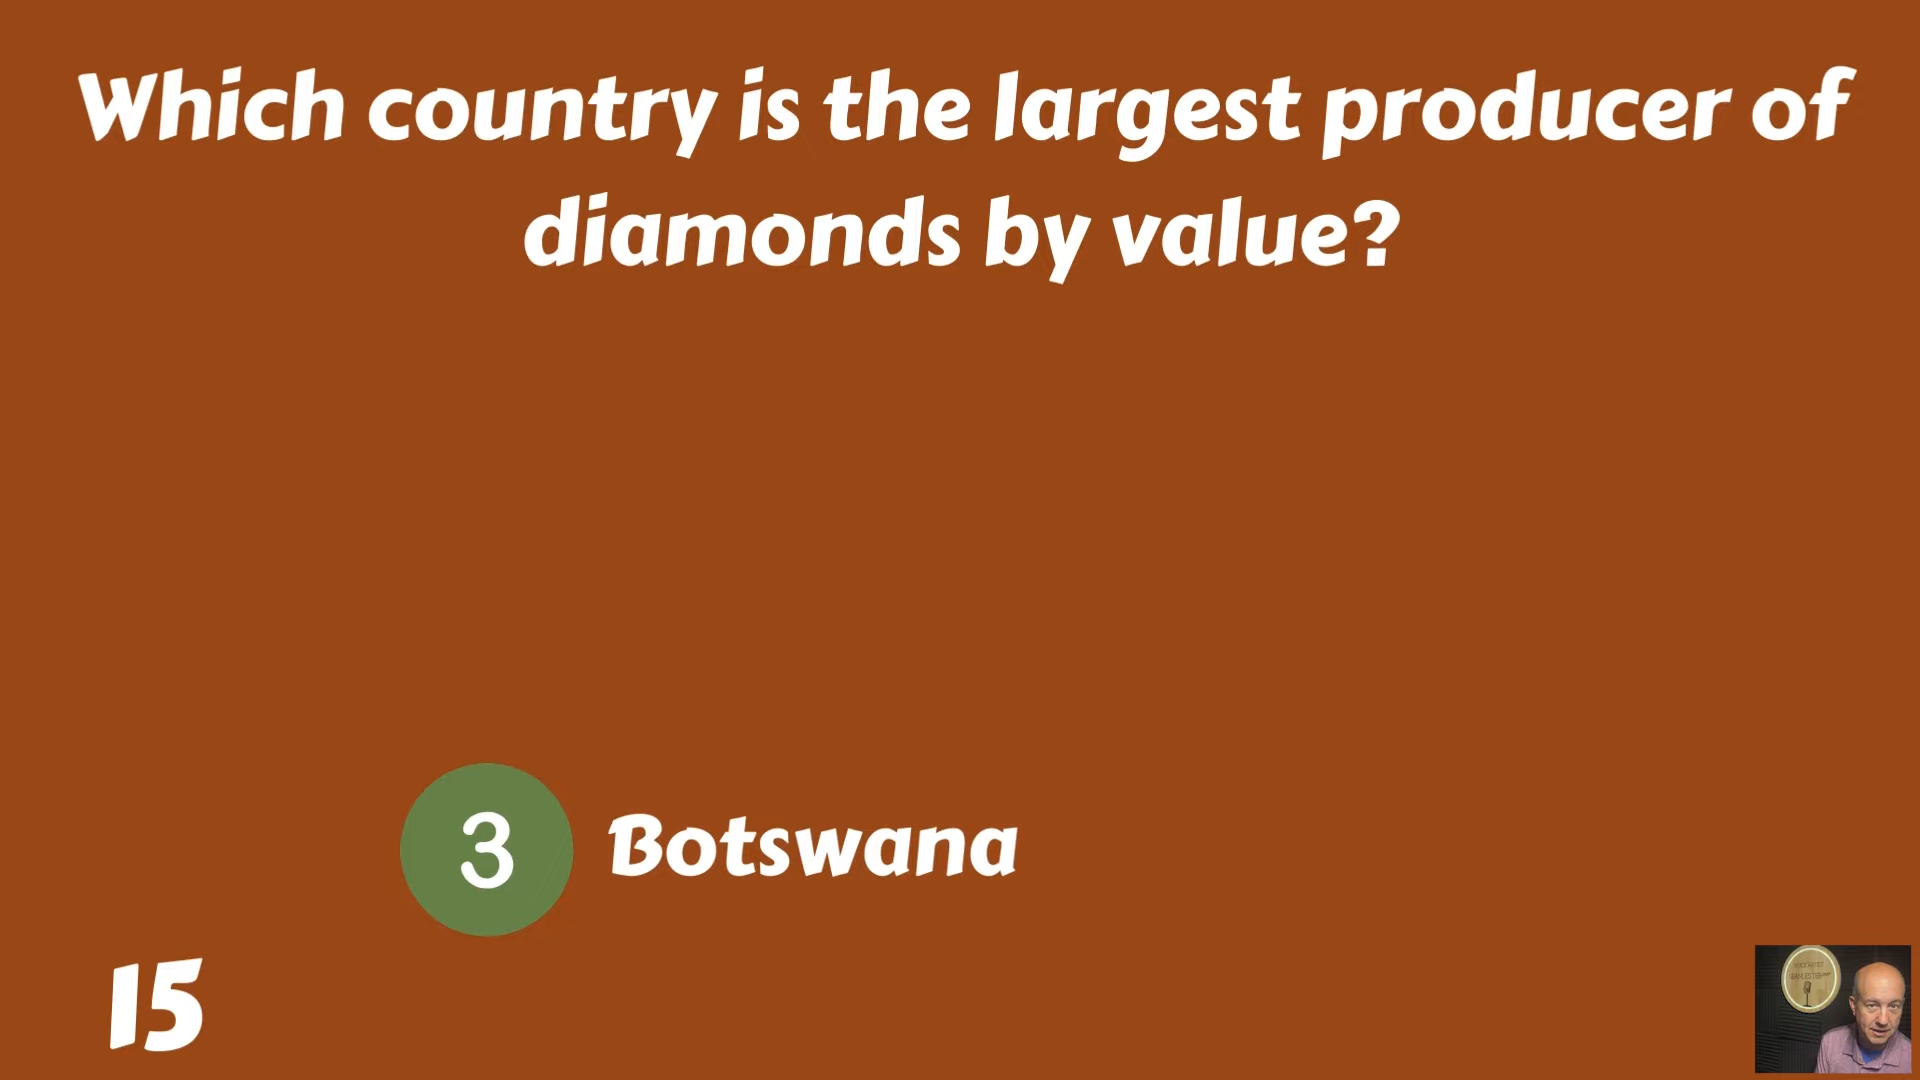 Which country is the largest producer of
diamonds by value?
3 Botswana
15